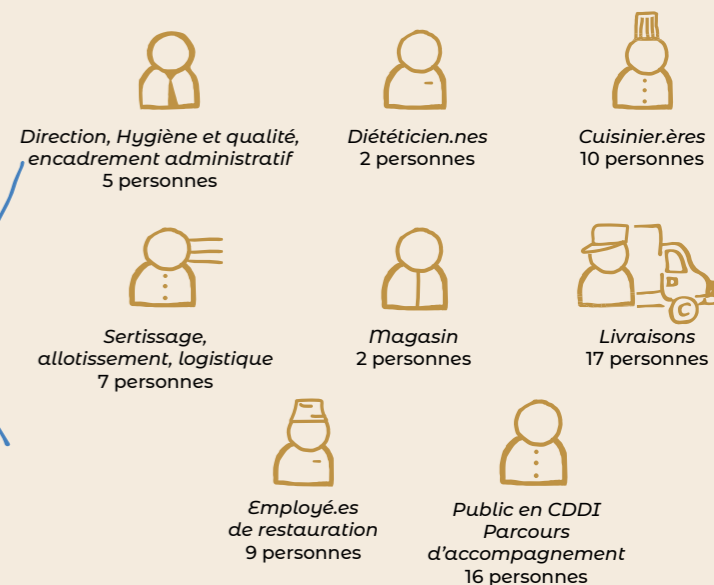 Direction, Hygiène et qualité,
encadrement administratif
5 personnes
Diététicien.nes
2 personnes
Cuisinier.ères
10 personnes
Sertissage,
allotissement, logistique
7 personnes
Magasin
2 personnes
D
C
Livraisons
17 personnes
Employé.es
de restauration
9 personnes
Public en CDDI
Parcours
d'accompagnement
16 personnes